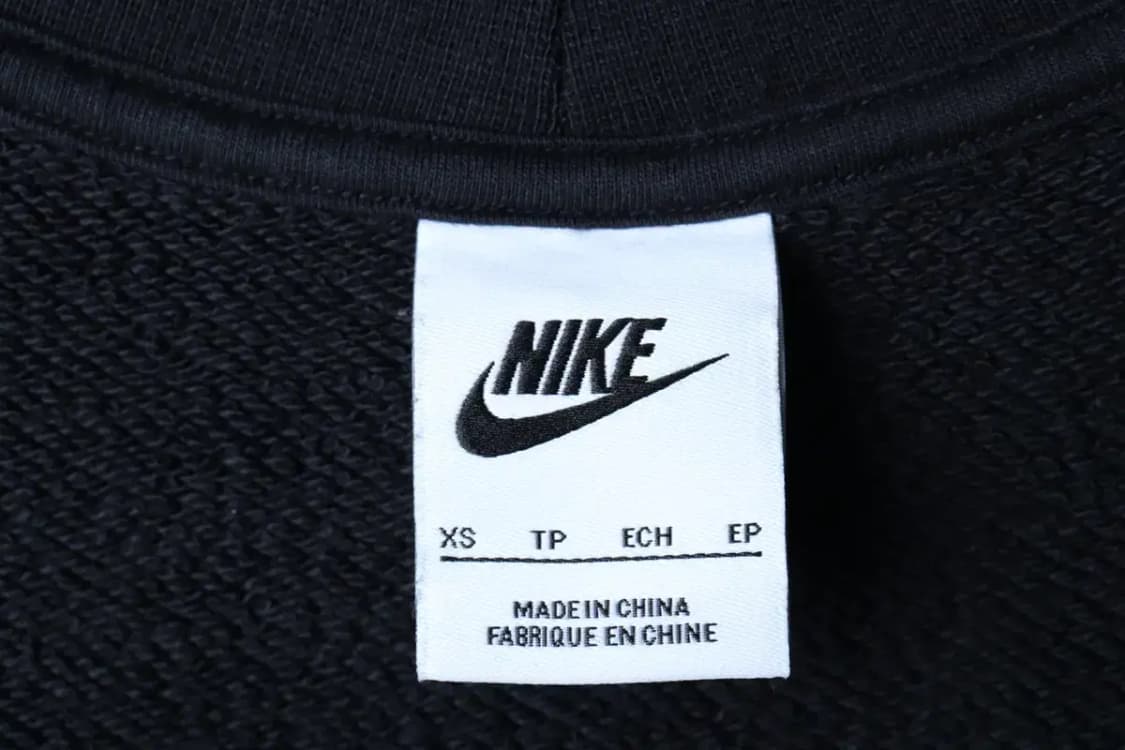 NIKE
XS TP ECH EP
MADE IN CHINA
FABRIQUE EN CHINE